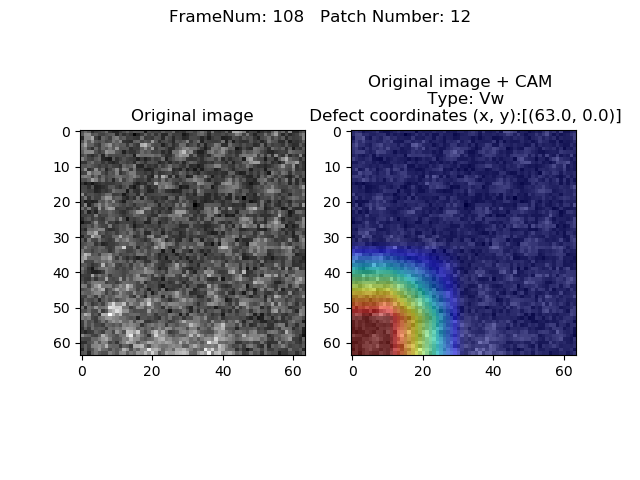 FrameNum: 108   Patch Number: 12
Original image
Original image + CAM
Type: Vw
Defect coordinates (x, y):[(63.0, 0.0)]
0
10
20
30
40
50
60
0 20 40 60
0
10
20
30
40
50
60
0 20 40 60